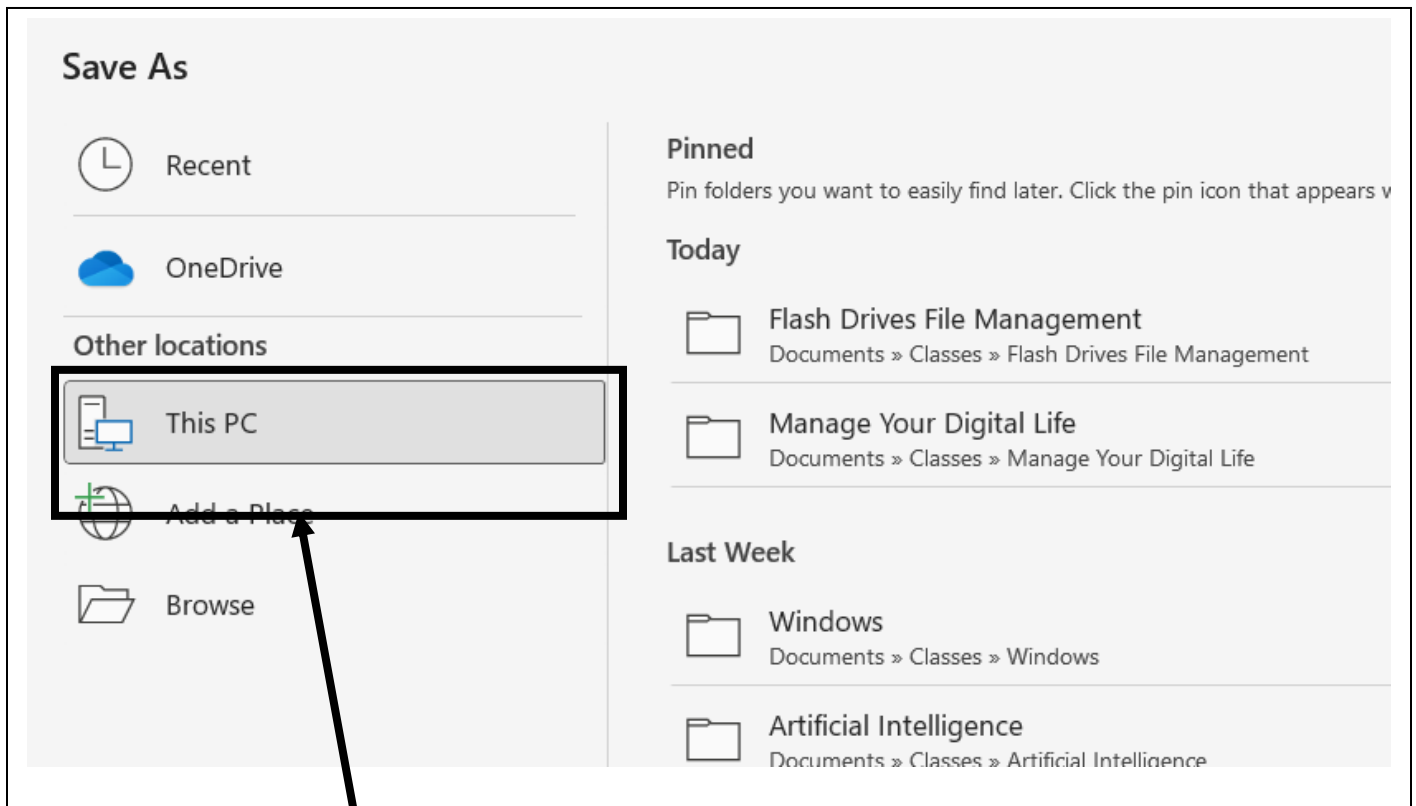 Save As
Recent
OneDrive
Other locations
This PC
Add a Place
Browse
Pinned
Pin folders you want to easily find later. Click the pin icon that appears
Today
Flash Drives File Management
Documents » Classes » Flash Drives File Management
Manage Your Digital Life
Documents » Classes » Manage Your Digital Life
Last Week
Windows
Documents » Classes » Windows
Artificial Intelligence
Documents » Classes » Artificial Intelligence